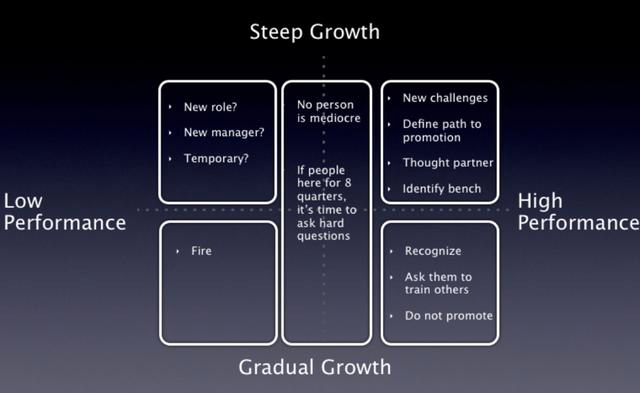 Steep Growth
New role?
New manager?
Temporary?
No person
is mediocre
If people
here for 8
quarters,
it's time to
ask hard
questions
New challenges
Define path to
promotion
Thought partner
Identify bench
Low
Performance
High
Performance
Fire
Recognize
Ask them to
train others
Do not promote
Gradual Growth